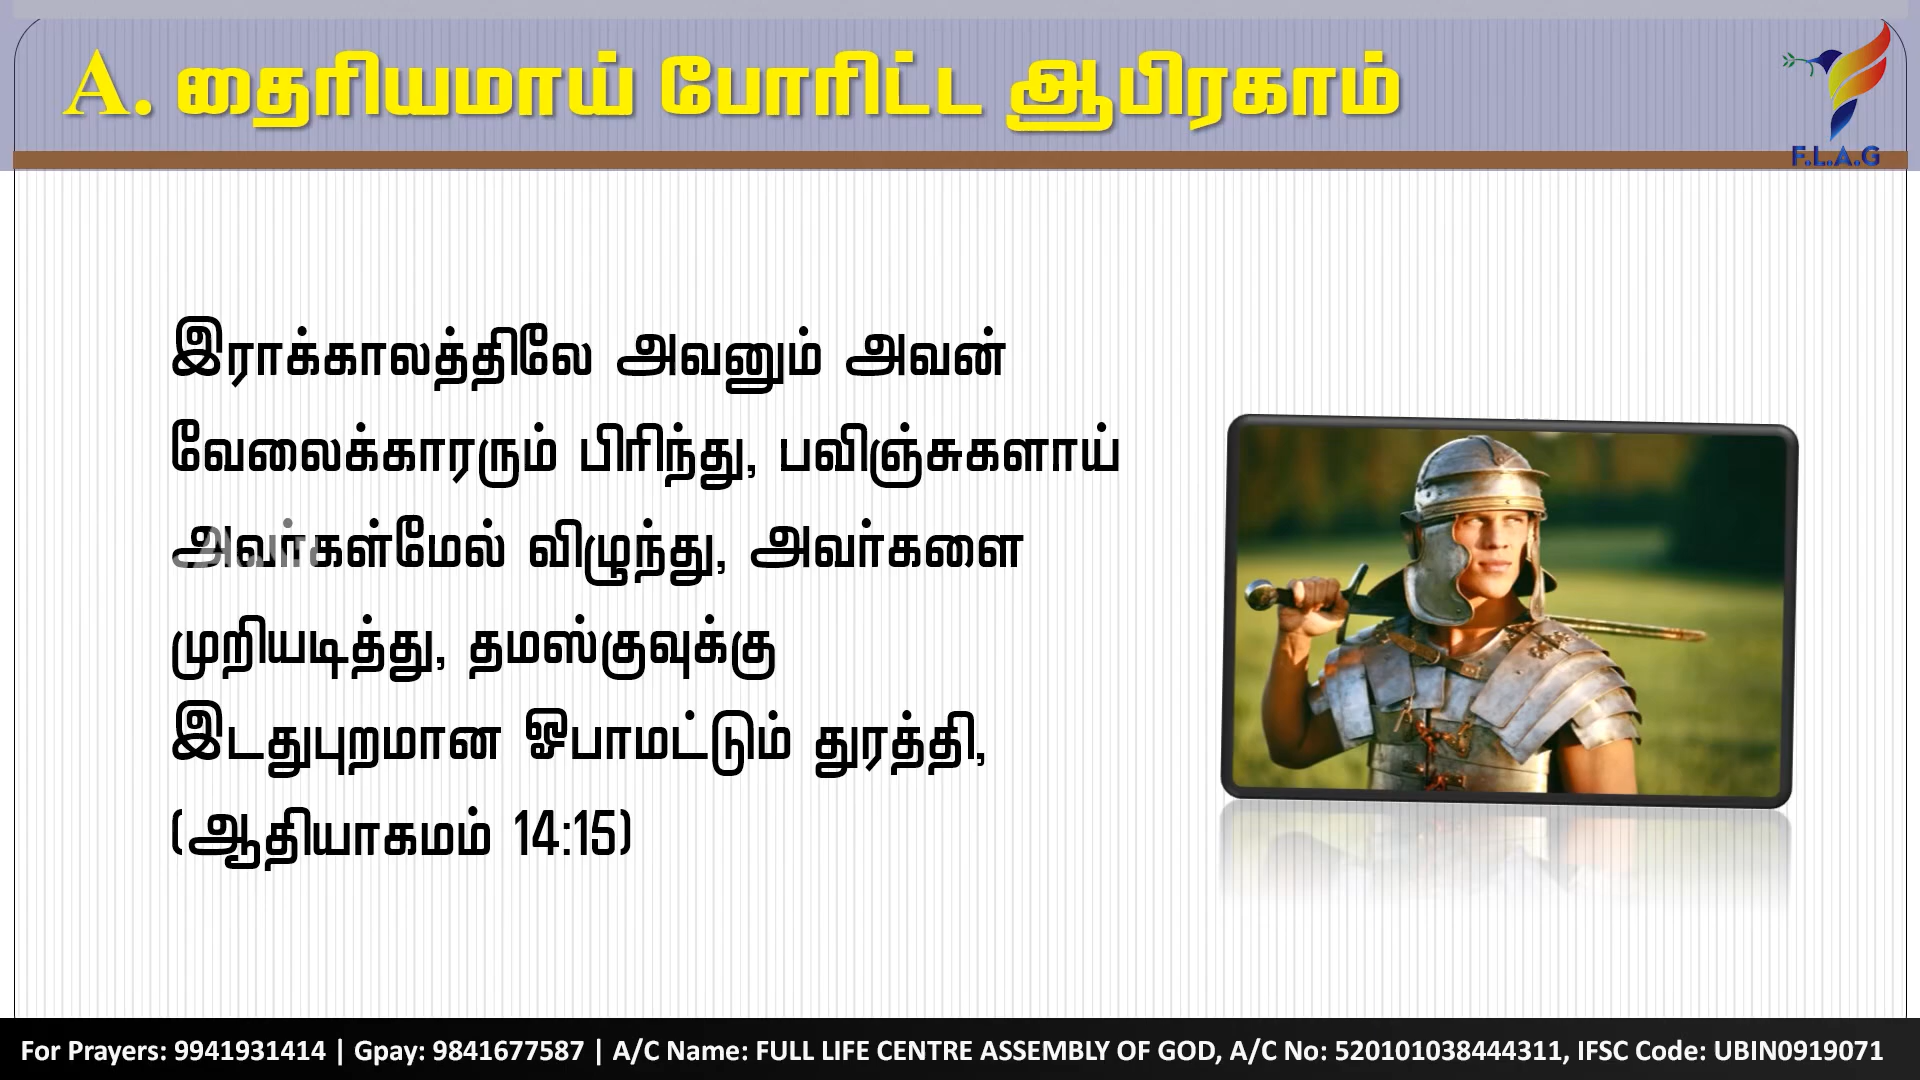 A. தைரியமாய் போரிட்ட ஆபிரகாம்
F.L.A.G
இராக்காலத்திலே அவனும் அவன்
வேலைக்காரரும் பிரிந்து, பவிஞ்சுகளாய்
அவர்கள்மேல் விழுந்து, அவர்களை
முறியடித்து, தமஸ்குவுக்கு
இடதுபுறமான ஓபாமட்டும் துரத்தி,
(ஆதியாகமம் 14:15)
For Prayers: 9941931414 | Gpay: 9841677587 | A/C Name: FULL LIFE CENTRE ASSEMBLY OF GOD, A/C No: 520101038444311, IFSC Code: UBIN0919071